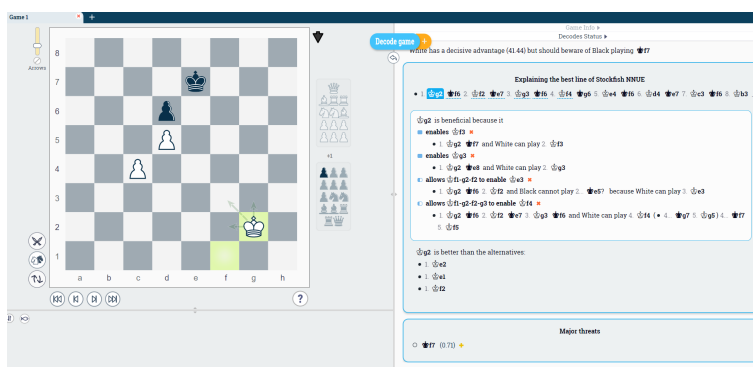 Game 1 × +
Arrows
8
7
6
5
4
3
2
1
a b c d e f g h
+1
?
Game Info ▸
Decodes Status ▸
Decode game +
White has a decisive advantage (41.44) but should beware of Black playing ♚f7
Explaining the best line of Stockfish NNUE
• 1. ♔g2 ♚f6 2. ♔f2 ♚e7 3. ♔g3 ♚f6 4. ♔f4 ♚g6 5. ♔e4 ♚f6 6. ♔d4 ♚e7 7. ♔c3 ♚f6 8. ♔b3
♔g2 is beneficial because it
enables ♔f3 ×
• 1. ♔g2 ♚f7 and White can play 2. ♔f3
enables ♔g3 ×
• 1. ♔g2 ♚e8 and White can play 2. ♔g3
allows ♔f1-g2-f2 to enable ♔e3 ×
• 1. ♔g2 ♚f6 2. ♔f2 and Black cannot play 2... ♚e5? because White can play 3. ♔e3
allows ♔f1-g2-f2-g3 to enable ♔f4 ×
• 1. ♔g2 ♚f6 2. ♔f2 ♚e7 3. ♔g3 ♚f6 and White can play 4. ♔f4 (• 4... ♚g7 5. ♔g5) 4... ♚f7
5. ♔f5
♔g2 is better than the alternatives:
• 1. ♔e2
• 1. ♔e1
• 1. ♔f2
Major threats
○ ♚f7 (0.71) +